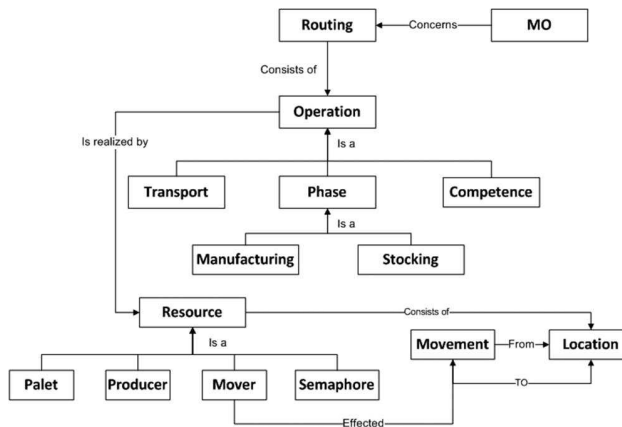 Routing
Concerns
MO
Consists of
Operation
Is realized by
Is a
Transport
Phase
Competence
Is a
Manufacturing
Stocking
Resource
Consists of
Is a
Movement
From
Location
Palet
Producer
Mover
Semaphore
TO
Effected